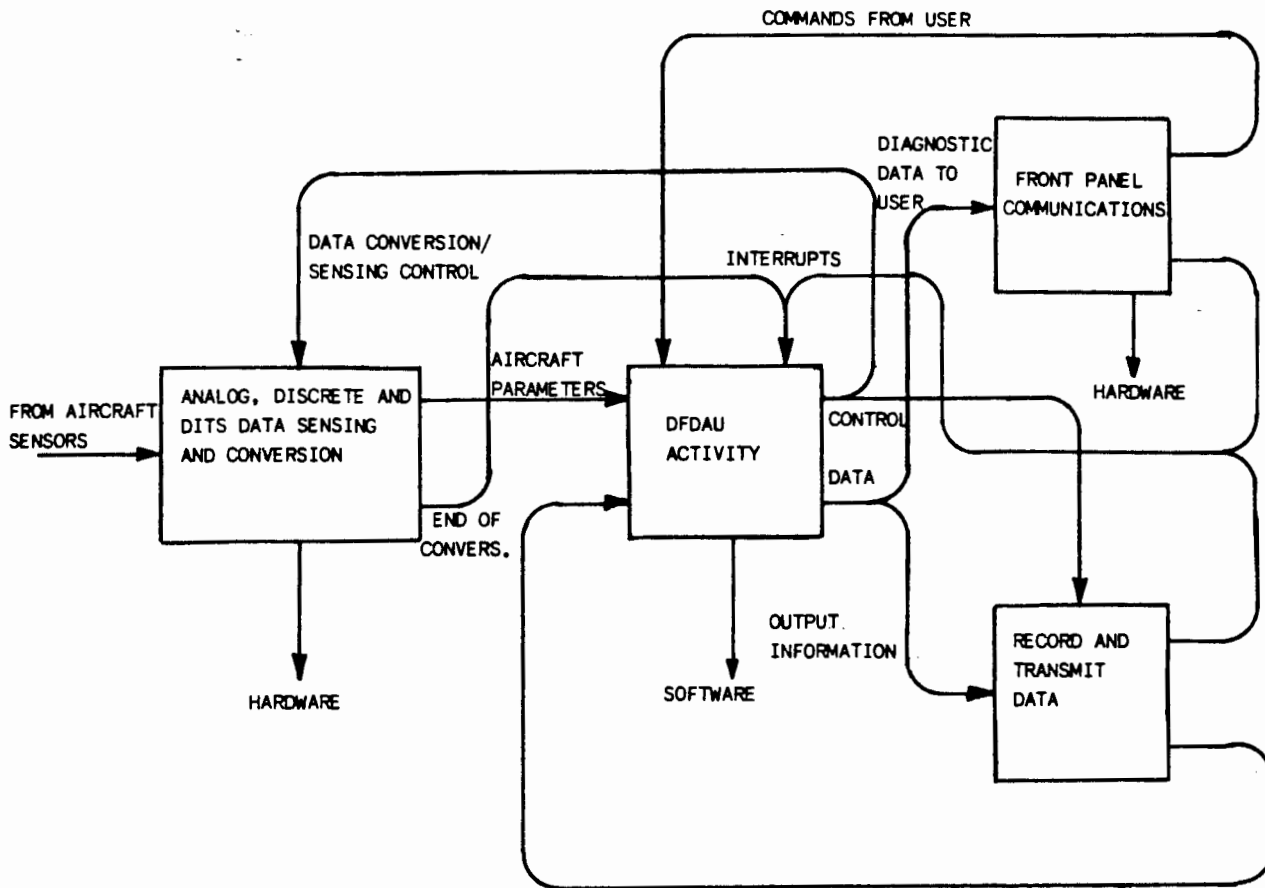 COMMANDS FROM USER
DIAGNOSTIC
DATA TO
USER
FRONT PANEL
COMMUNICATIONS
DATA CONVERSION/
SENSING CONTROL
INTERRUPTS
HARDWARE
FROM AIRCRAFT
SENSORS
ANALOG, DISCRETE AND
DITS DATA SENSING
AND CONVERSION
AIRCRAFT
PARAMETERS
DFDAU
ACTIVITY
CONTROL
DATA
END OF
CONVERS.
OUTPUT
INFORMATION
RECORD AND
TRANSMIT
DATA
HARDWARE
SOFTWARE